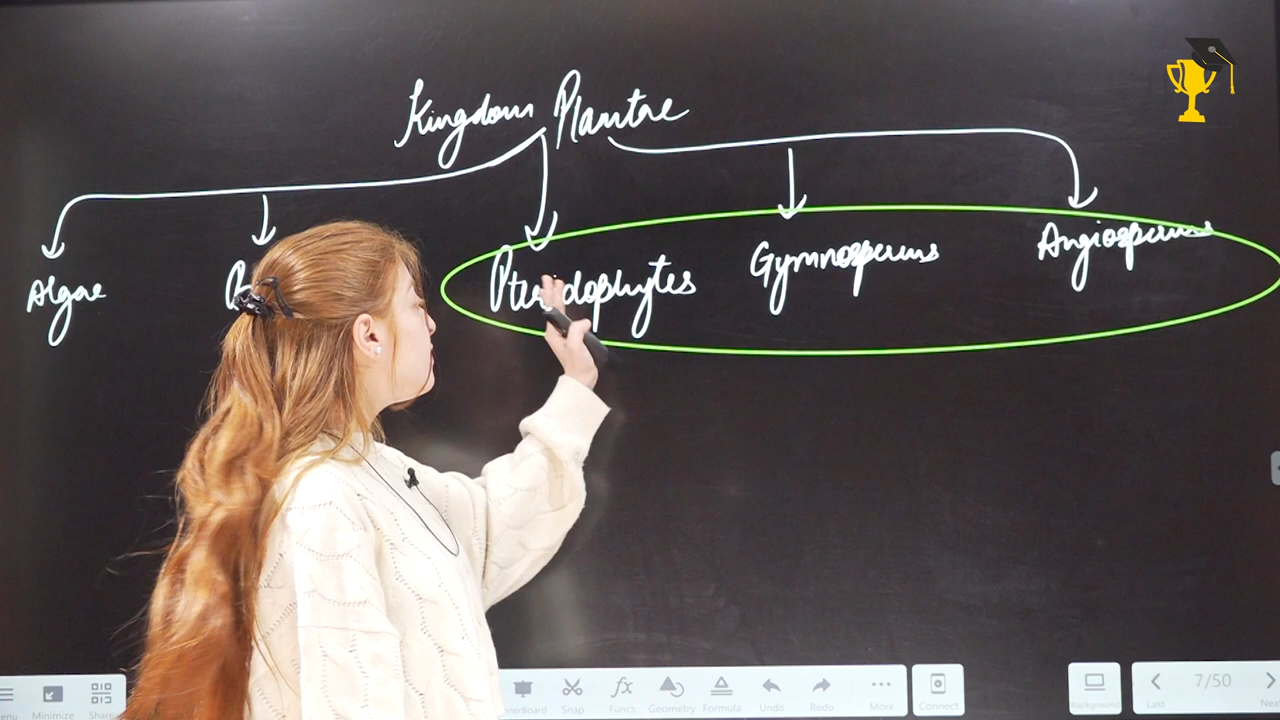 Kingdom Plantae
Algae Pteridophytes Gymnosperms Angiosperms
Minimize Share Snap Funcs Geometry Formula Undo Redo More Connect Background Last 7/50